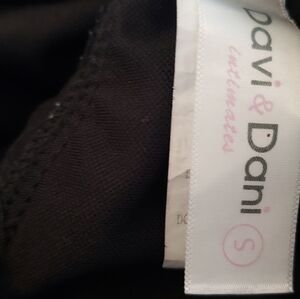 Davi & Dani
intimates
S